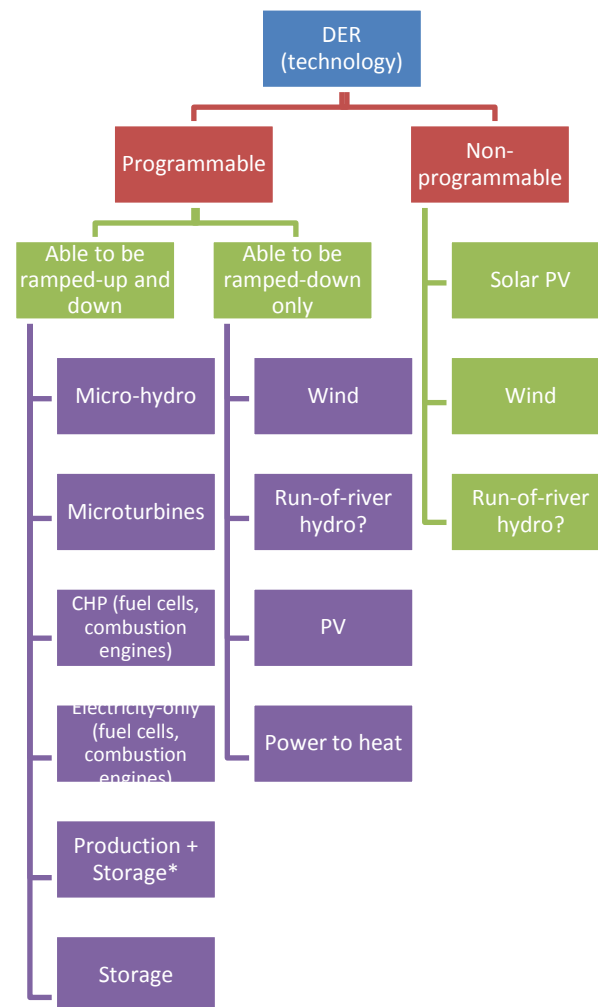 DER
(technology)
Programmable
Non-
programmable
Able to be
ramped-up and
down
Able to be
ramped-down
only
Solar PV
Micro-hydro
Wind
Wind
Microturbines
Run-of-river
hydro?
Run-of-river
hydro?
CHP (fuel cells,
combustion
engines)
PV
Electricity-only
(fuel cells,
combustion
engines)
Power to heat
Production +
Storage*
Storage